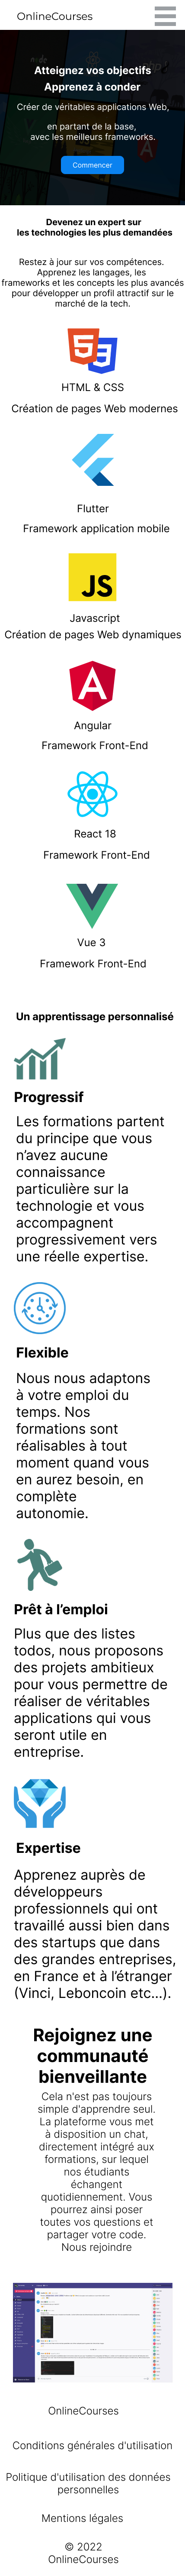 OnlineCourses
Atteignez vos objectifs
Apprenez à conder
Créer de véritables applications Web,
en partant de la base,
avec les meilleurs frameworks.
Commencer
Devenez un expert sur
les technologies les plus demandées
Restez à jour sur vos compétences.
Apprenez les langages, les
frameworks et les concepts les plus avancés
pour développer un profil attractif sur le
marché de la tech.
HTML & CSS
Création de pages Web modernes
Flutter
Framework application mobile
JS
Javascript
Création de pages Web dynamiques
Angular
Framework Front-End
React 18
Framework Front-End
Vue 3
Framework Front-End
Un apprentissage personnalisé
Progressif
Les formations partent
du principe que vous
n’avez aucune
connaissance
particulière sur la
technologie et vous
accompagnent
progressivement vers
une réelle expertise.
Flexible
Nous nous adaptons
à votre emploi du
temps. Nos
formations sont
réalisables à tout
moment quand vous
en aurez besoin, en
complète
autonomie.
Prêt à l’emploi
Plus que des listes
todos, nous proposons
des projets ambitieux
pour vous permettre de
réaliser de véritables
applications qui vous
seront utile en
entreprise.
Expertise
Apprenez auprès de
développeurs
professionnels qui ont
travaillé aussi bien dans
des startups que dans
des grandes entreprises,
en France et à l’étranger
(Vinci, Leboncoin etc...).
Rejoignez une
communauté
bienveillante
Cela n'est pas toujours
simple d'apprendre seul.
La plateforme vous met
à disposition un chat,
directement intégré aux
formations, sur lequel
nos étudiants
échangent
quotidiennement. Vous
pourrez ainsi poser
toutes vos questions et
partager votre code.
Nous rejoindre
OnlineCourses
Conditions générales d'utilisation
Politique d'utilisation des données
personnelles
Mentions légales
© 2022
OnlineCourses